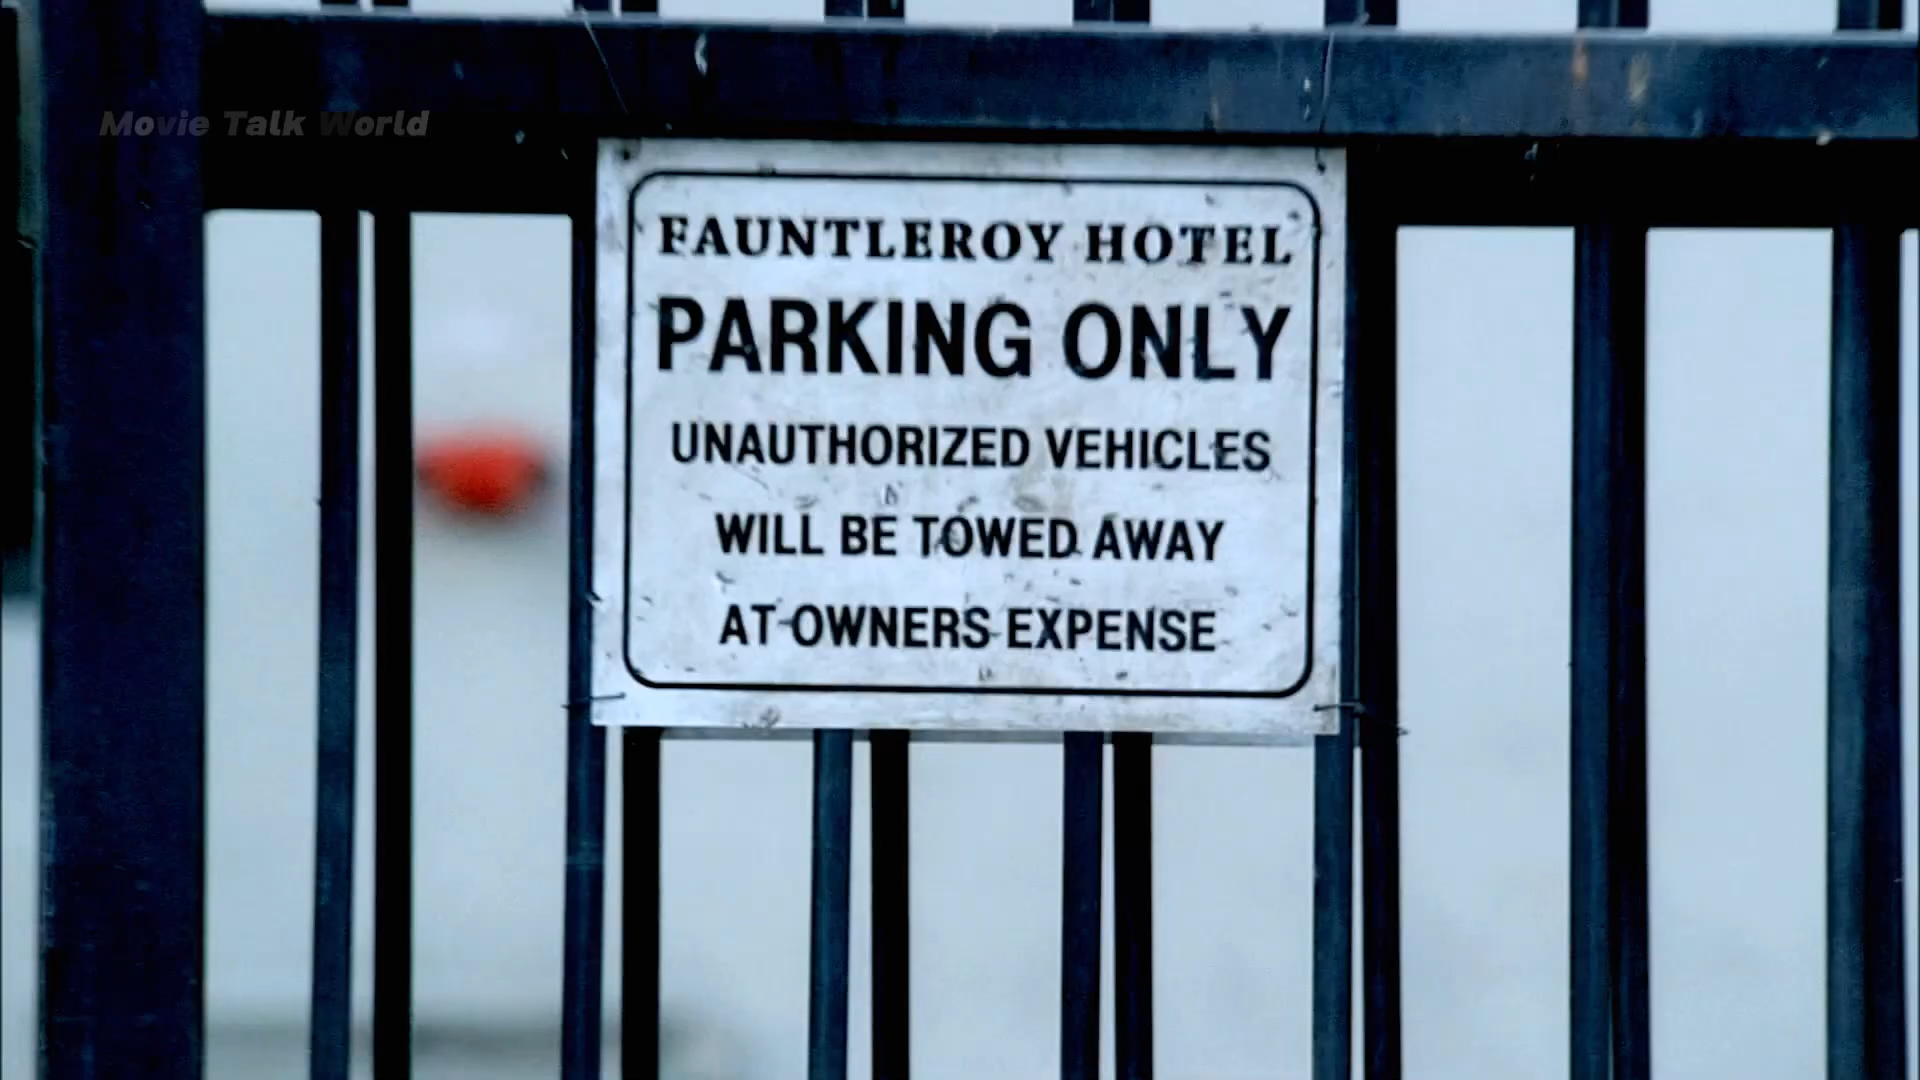 Movie Talk World
FAUNTLEROY HOTEL
PARKING ONLY
UNAUTHORIZED VEHICLES
WILL BE TOWED AWAY
AT OWNERS EXPENSE